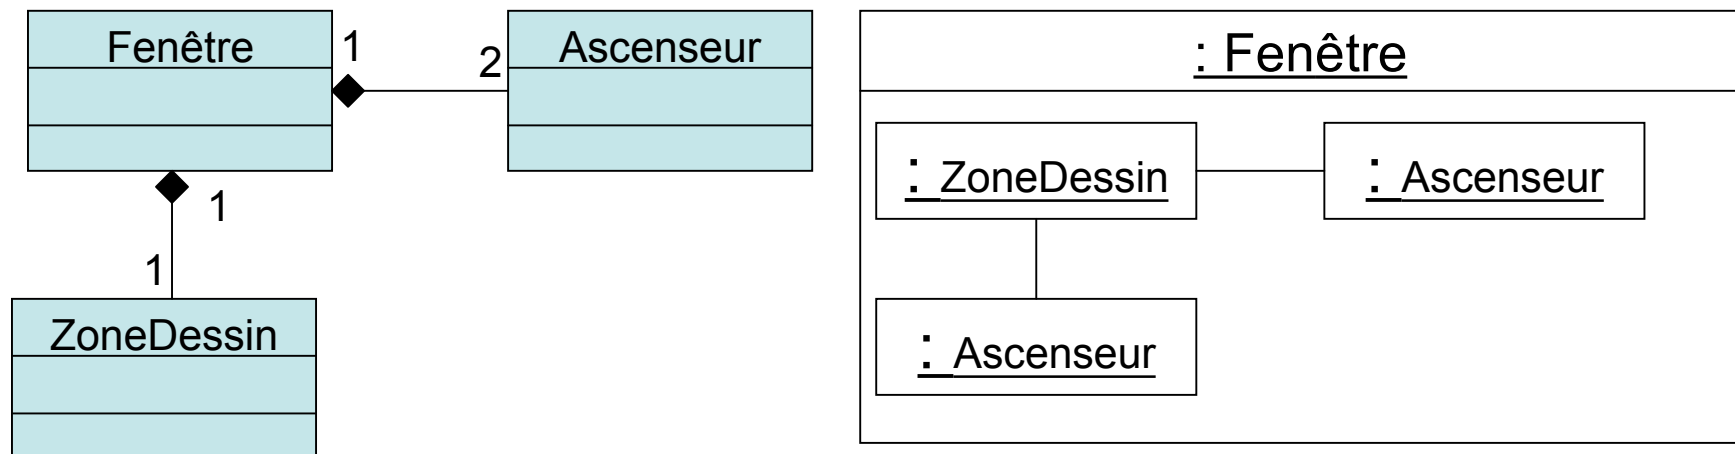 Fenêtre
1
2
Ascenseur
1
1
ZoneDessin
: Fenêtre
: ZoneDessin
: Ascenseur
: Ascenseur